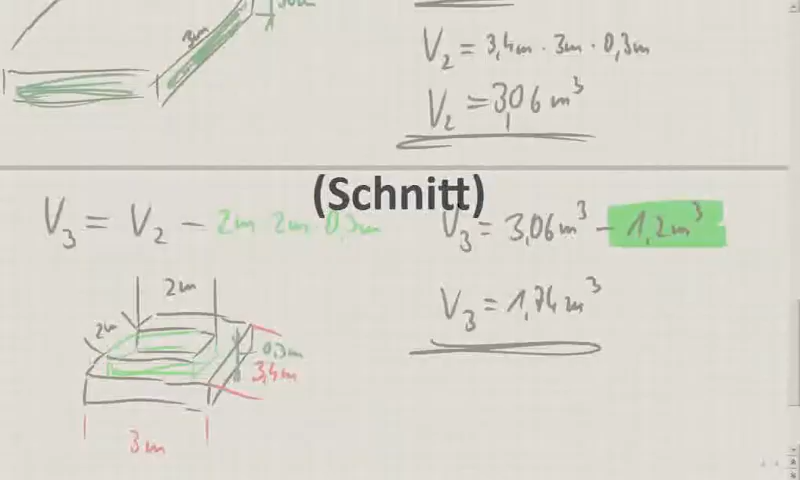 3m
V₂ = 3,4m · 3m · 0,3m
V₂ = 3,06 m³
(Schnitt)
V₃ = V₂ - 2m 2m 0,3m
V₃ = 3,06m³ - 1,2m³
2m
2m
V₃ = 1,74m³
0,3m
3,4m
3m